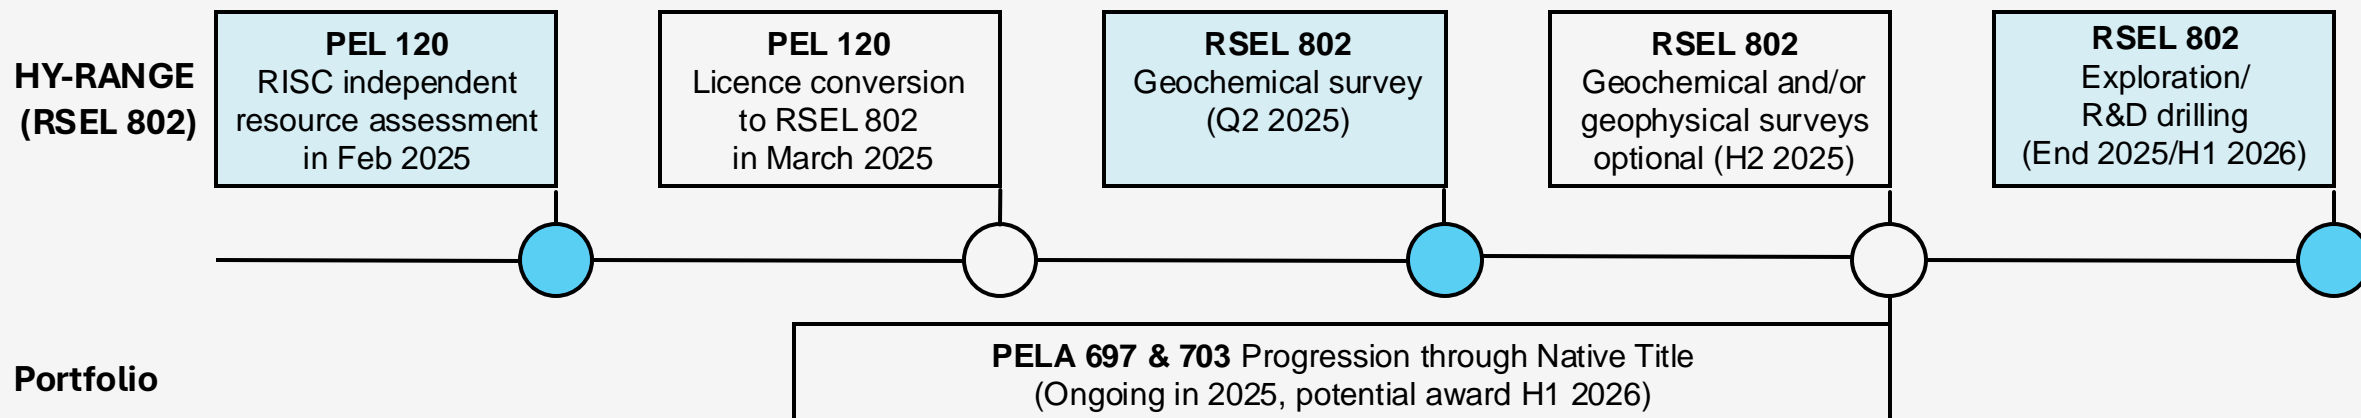 HY-RANGE
(RSEL 802)
PEL 120
RISC independent
resource assessment
in Feb 2025
PEL 120
Licence conversion
to RSEL 802
in March 2025
RSEL 802
Geochemical survey
(Q2 2025)
RSEL 802
Geochemical and/or
geophysical surveys
optional (H2 2025)
RSEL 802
Exploration/
R&D drilling
(End 2025/H1 2026)
Portfolio
PELA 697 & 703 Progression through Native Title
(Ongoing in 2025, potential award H1 2026)